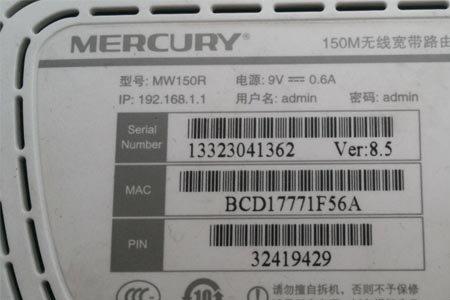 MERCURY® 150M无线宽带路由
型号: MW150R 电源: 9V 0.6A
IP: 192.168.1.1 用户名: admin 密码: admin
Serial Number 13323041362 Ver:8.5
MAC BCD17771F56A
PIN 32419429
CCC 10 请勿擅自拆机，否则不予保修